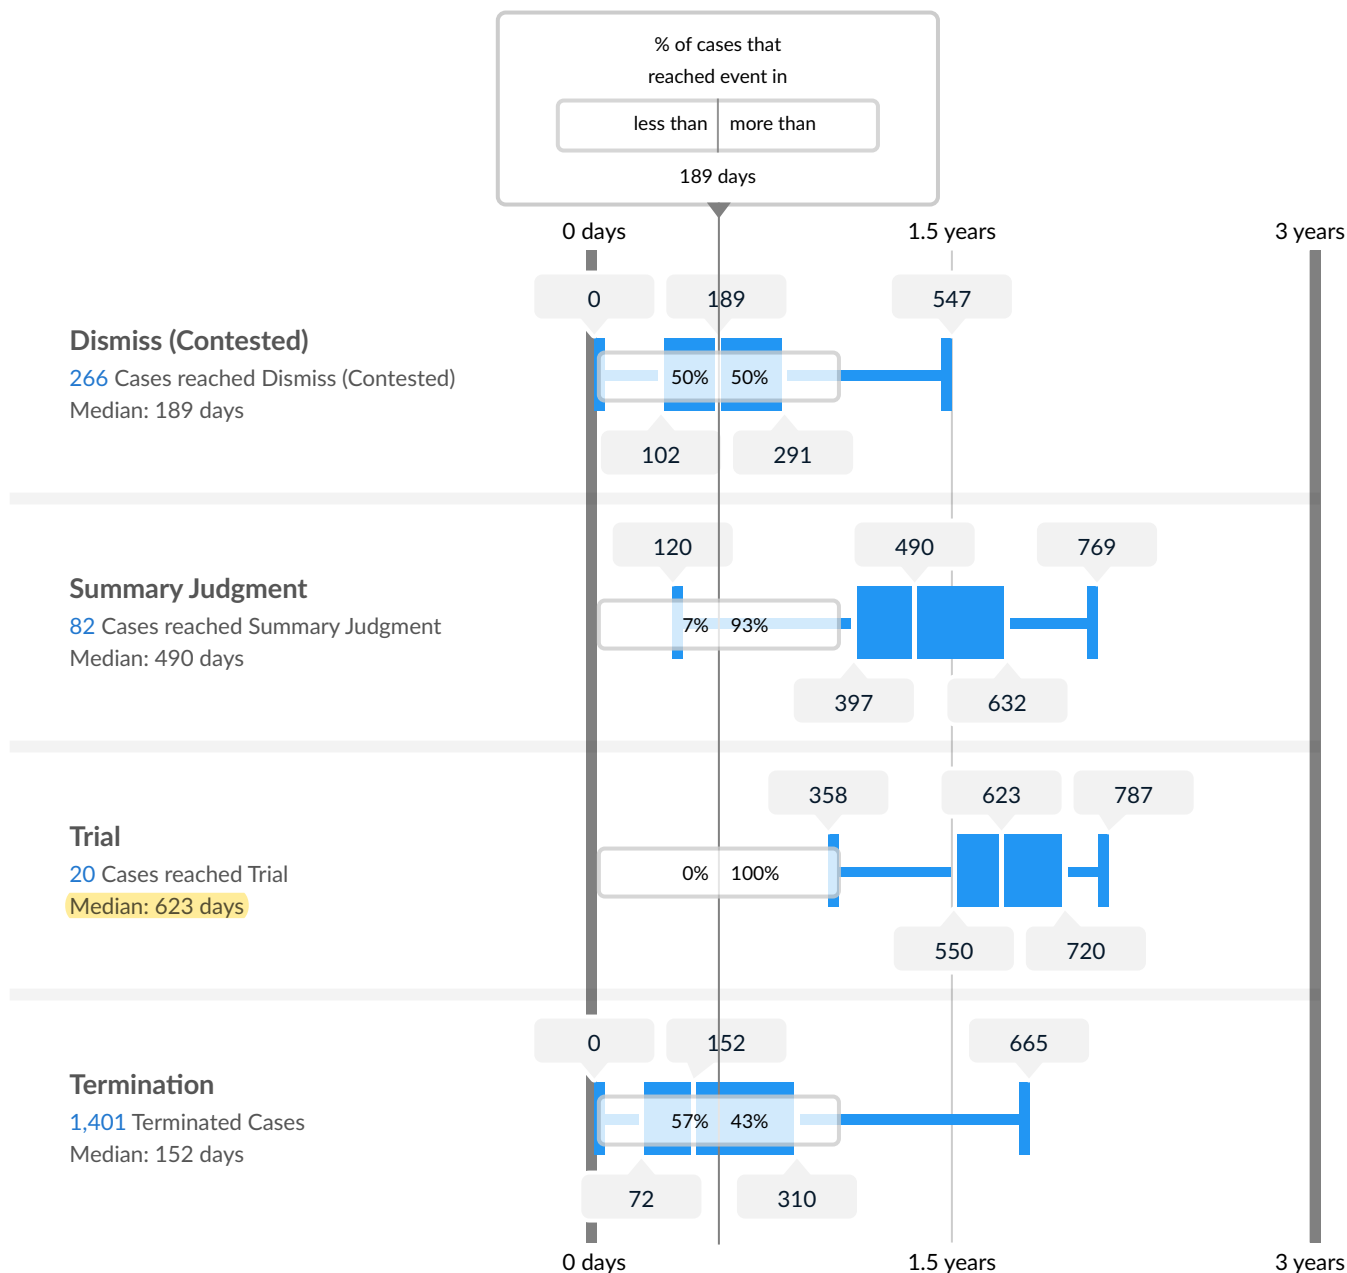 % of cases that
reached event in
less than more than
189 days
0 days 1.5 years 3 years
0 189 547
Dismiss (Contested)
266 Cases reached Dismiss (Contested)
50% 50%
Median: 189 days
102 291
120 490 769
Summary Judgment
82 Cases reached Summary Judgment
7% 93%
Median: 490 days
397 632
358 623 787
Trial
20 Cases reached Trial
0% 100%
Median: 623 days
550 720
0 152 665
Termination
1,401 Terminated Cases
57% 43%
Median: 152 days
72 310
0 days 1.5 years 3 years